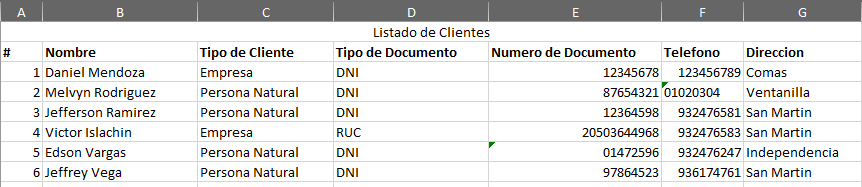 A B C D E F G
Listado de Clientes
# Nombre Tipo de Cliente Tipo de Documento Numero de Documento Telefono Direccion
1 Daniel Mendoza Empresa DNI 12345678 123456789 Comas
2 Melvyn Rodriguez Persona Natural DNI 87654321 01020304 Ventanilla
3 Jefferson Ramirez Persona Natural DNI 12364598 932476581 San Martin
4 Victor Islachin Empresa RUC 20503644968 932476583 San Martin
5 Edson Vargas Persona Natural DNI 01472596 932476247 Independencia
6 Jeffrey Vega Persona Natural DNI 97864523 936174761 San Martin